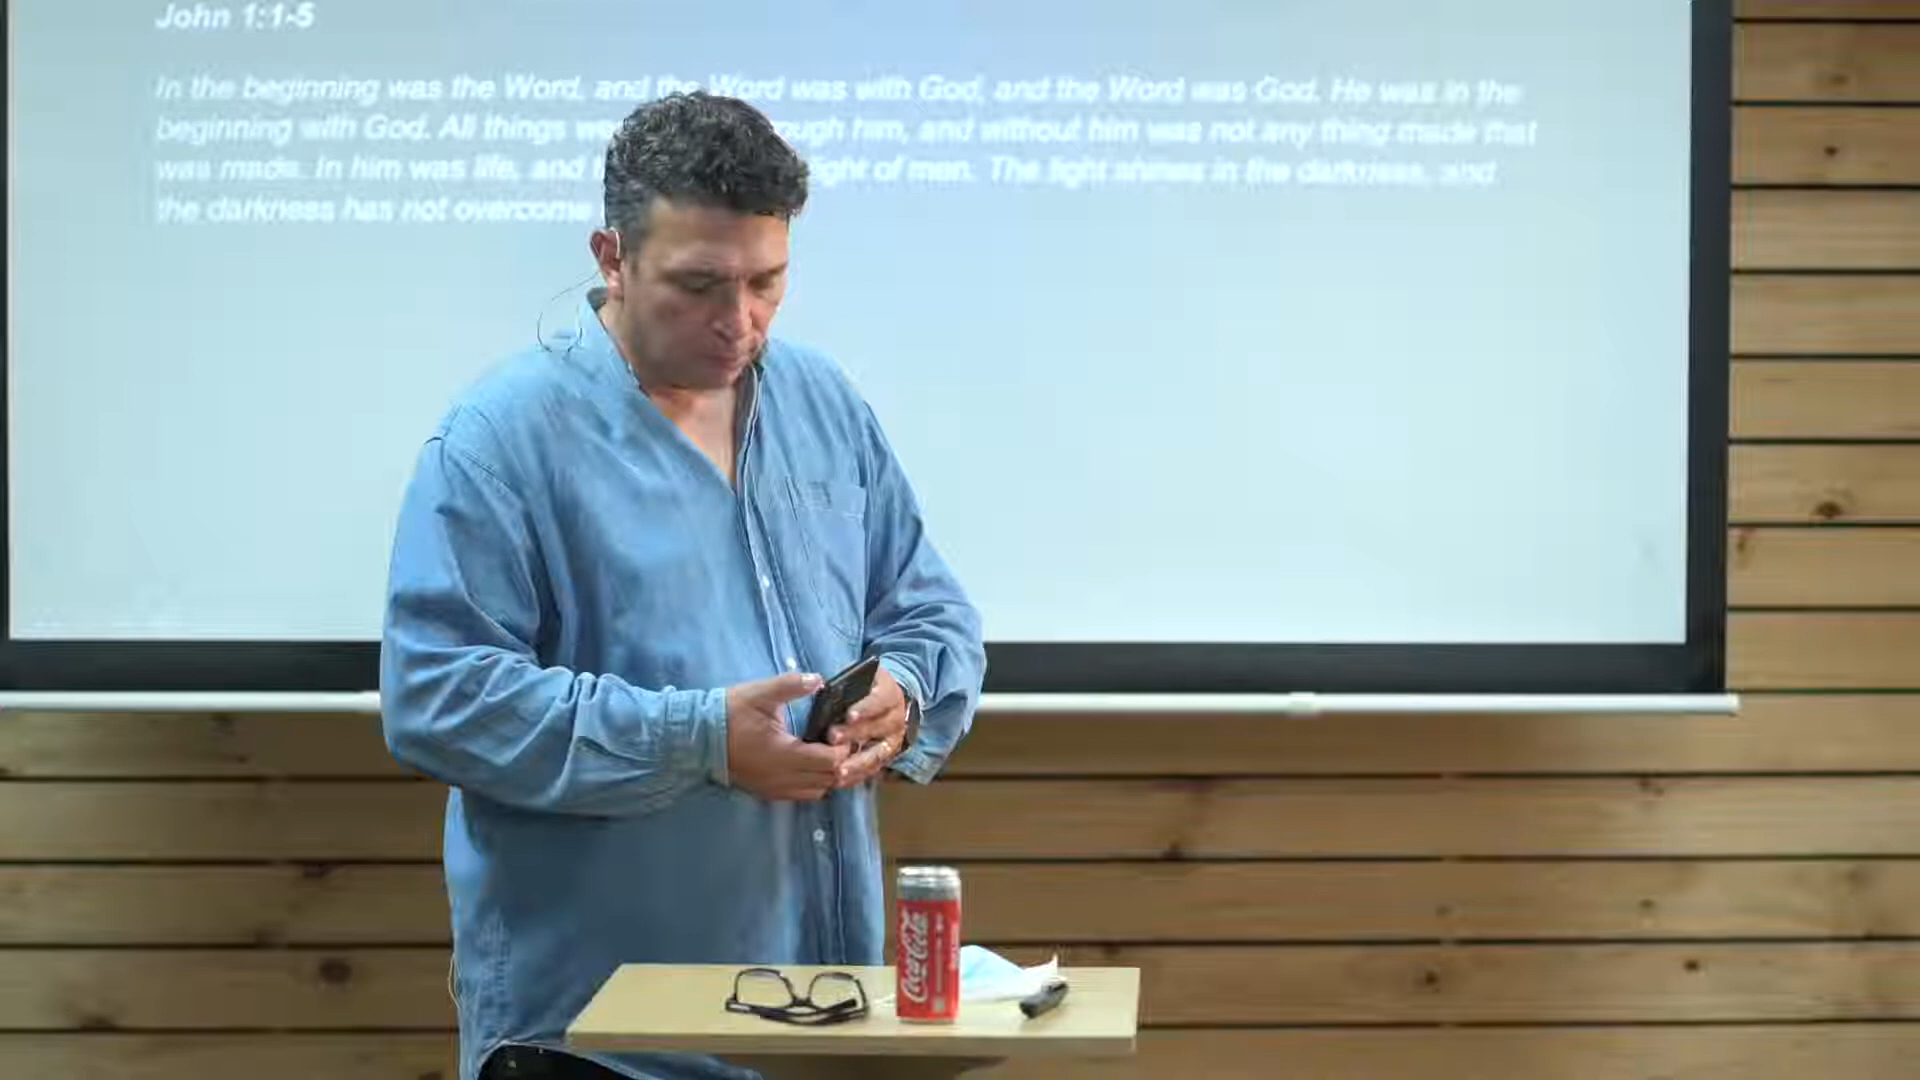 John 1:1-5
In the beginning was the Word, and the Word was with God, and the Word was God. He was in the
beginning with God. All things ough him, and without him was not any thing made that
was made. In him was life, and light of men. The light shines in the darkness, and
the darkness has not overcome
Coca-Cola